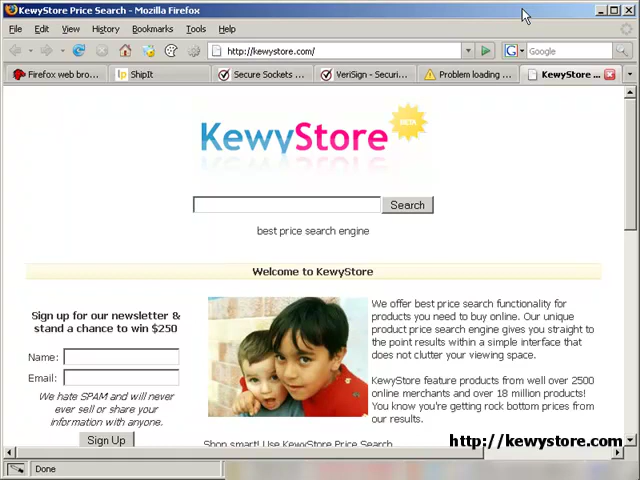 KewyStore Price Search - Mozilla Firefox
File Edit View History Bookmarks Tools Help
http://kewystore.com/
G Google
Firefox web bro...
lp ShipIt
Secure Sockets ...
VeriSign - Securi...
Problem loading ...
KewyStore ...
KewyStore
BETA
Search
best price search engine
Welcome to KewyStore
Sign up for our newsletter &
stand a chance to win $250
Name:
Email:
We hate SPAM and will never
ever sell or share your
information with anyone.
Sign Up
We offer best price search functionality for
products you need to buy online. Our unique
product price search engine gives you straight to
the point results within a simple interface that
does not clutter your viewing space.
KewyStore feature products from well over 2500
online merchants and over 18 million products!
You know you're getting rock bottom prices from
our results.
Shop smart! Use KewyStore Price Search
http://kewystore.com
Done